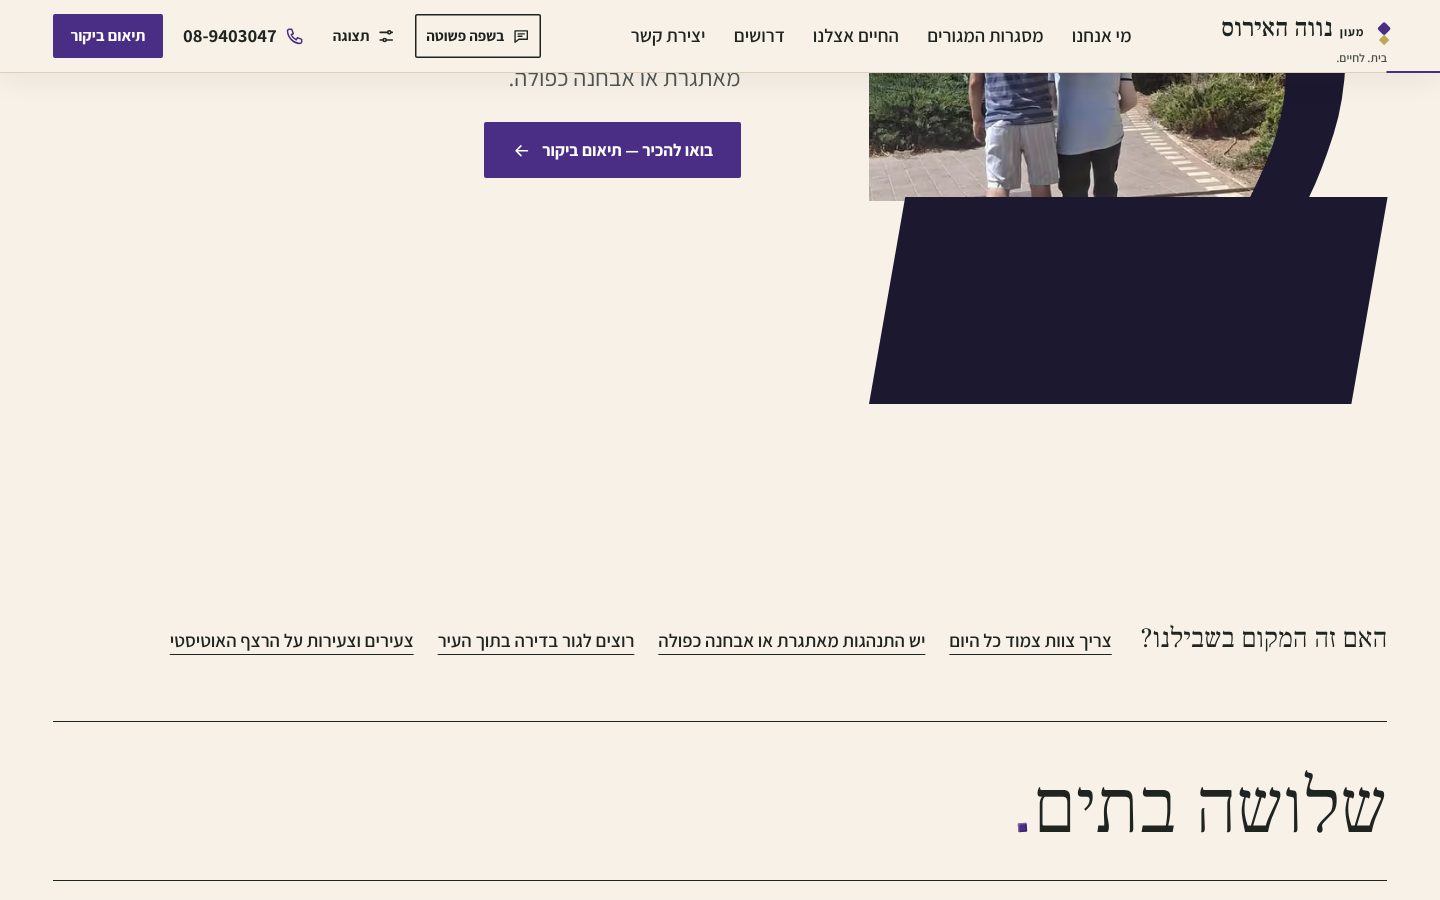 מעון נווה האירוס
בית. לחיים.
מי אנחנו
מסגרות המגורים
החיים אצלנו
דרושים
יצירת קשר
בשפה פשוטה
תצוגה
08-9403047
תיאום ביקור
מאתגרת או אבחנה כפולה.
בואו להכיר — תיאום ביקור ←
האם זה המקום בשבילנו?
צריך צוות צמוד כל היום
יש התנהגות מאתגרת או אבחנה כפולה
רוצים לגור בדירה בתוך העיר
צעירים וצעירות על הרצף האוטיסטי
שלושה בתים.